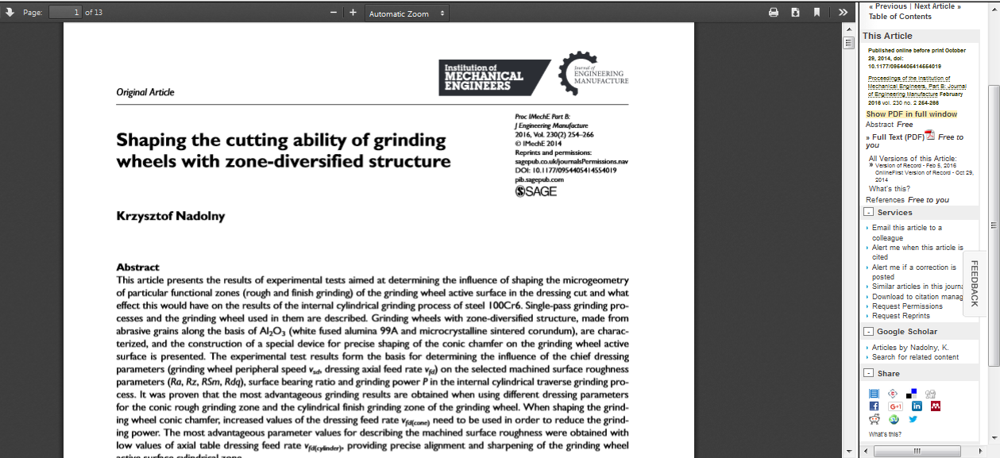 Page: 1 of 13
Automatic Zoom
Institution of
MECHANICAL
ENGINEERS
Journal of
ENGINEERING
MANUFACTURE
Original Article
Proc IMechE Part B:
J Engineering Manufacture
2016, Vol. 230(2) 254–266
© IMechE 2014
Reprints and permissions:
sagepub.co.uk/journalsPermissions.nav
DOI: 10.1177/0954405414554019
pib.sagepub.com
SAGE
Shaping the cutting ability of grinding
wheels with zone-diversified structure
Krzysztof Nadolny
Abstract
This article presents the results of experimental tests aimed at determining the influence of shaping the microgeometry
of particular functional zones (rough and finish grinding) of the grinding wheel active surface in the dressing cut and what
effect this would have on the results of the internal cylindrical grinding process of steel 100Cr6. Single-pass grinding pro-
cesses and the grinding wheel used in them are described. Grinding wheels with zone-diversified structure, made from
abrasive grains along the basis of Al2O3 (white fused alumina 99A and microcrystalline sintered corundum), are charac-
terized, and the construction of a special device for precise shaping of the conic chamfer on the grinding wheel active
surface is presented. The experimental test results form the basis for determining the influence of the chief dressing
parameters (grinding wheel peripheral speed vsd, dressing axial feed rate vfd) on the selected machined surface roughness
parameters (Ra, Rz, RSm, Rdq), surface bearing ratio and grinding power P in the internal cylindrical traverse grinding pro-
cess. It was proven that the most advantageous grinding results are obtained when using different dressing parameters
for the conic rough grinding zone and the cylindrical finish grinding zone of the grinding wheel. When shaping the grind-
ing wheel conic chamfer, increased values of the dressing feed rate vfd(cone) need to be used in order to reduce the grind-
ing power. The most advantageous parameter values for describing the machined surface roughness were obtained with
low values of axial table dressing feed rate vfd(cylinder), providing precise alignment and sharpening of the grinding wheel
active surface cylindrical zone.
« Previous | Next Article »
Table of Contents
This Article
Published online before print October
29, 2014, doi:
10.1177/0954405414554019
Proceedings of the Institution of
Mechanical Engineers, Part B: Journal
of Engineering Manufacture February
2016 vol. 230 no. 2 254-266
Show PDF in full window
Abstract Free
» Full Text (PDF) Free to
you
All Versions of this Article:
» Version of Record - Feb 5, 2016
OnlineFirst Version of Record - Oct 29,
2014
What's this?
References Free to you
- Services
Email this article to a
colleague
Alert me when this article is
cited
Alert me if a correction is
posted
Similar articles in this journa
Download to citation manag
Request Permissions
Request Reprints
FEEDBACK
- Google Scholar
Articles by Nadolny, K.
Search for related content
- Share
G+1
What's this?